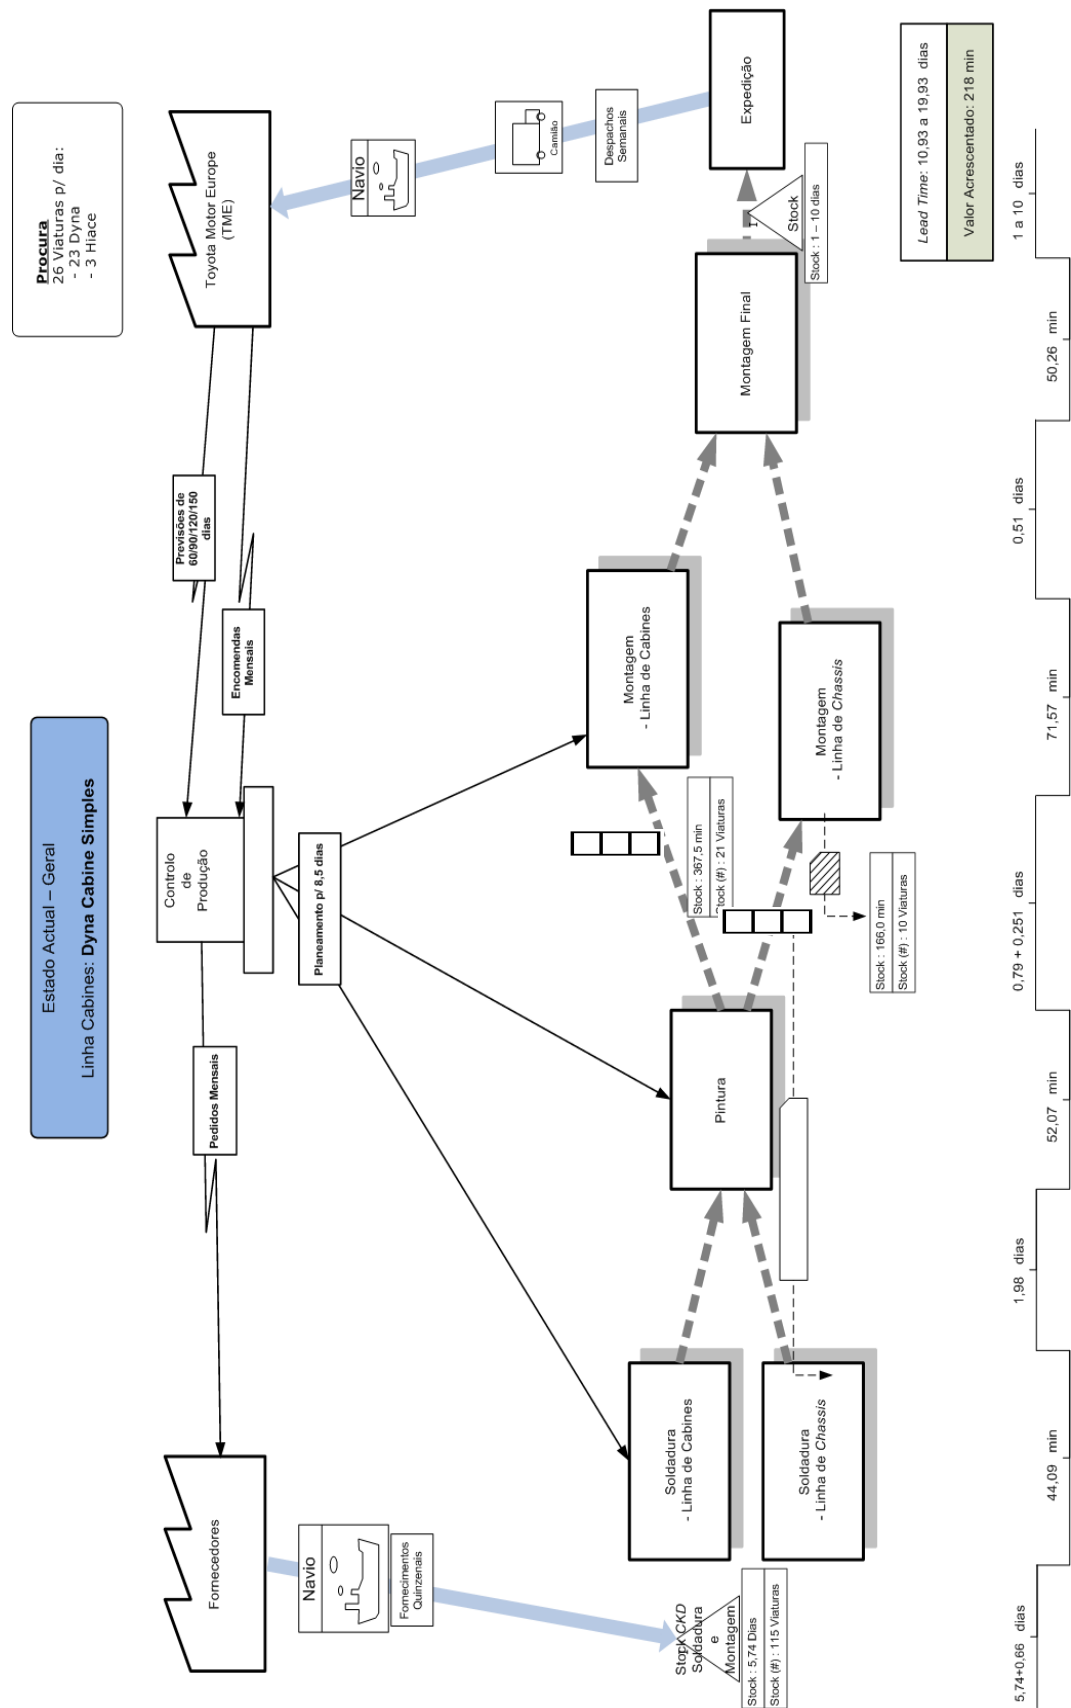 Estado Actual – Geral
Linha Cabines: Dyna Cabine Simples
Procura
26 Viaturas p/ dia:
- 23 Dyna
- 3 Hiace
Fornecedores
Pedidos Mensais
Controlo
de
Produção
Previsões de
60/90/120/150
dias
Encomendas
Mensais
Toyota Motor Europe
(TME)
Navio
Fornecimentos
Quinzenais
Planeamento p/ 8,5 dias
Navio
Camião
Despachos
Semanais
Stock CKD
Soldadura
e
Montagem
Stock : 5,74 Dias
Stock (#) : 115 Viaturas
Soldadura
- Linha de Cabines
Soldadura
- Linha de Chassis
Pintura
Stock : 367,5 min
Stock (#) : 21 Viaturas
Montagem
- Linha de Cabines
Montagem
- Linha de Chassis
Stock : 166,0 min
Stock (#) : 10 Viaturas
Montagem Final
I
Stock
Stock : 1 – 10 dias
Expedição
Lead Time: 10,93 a 19,93 dias
Valor Acrescentado: 218 min
5,74+0,66 dias
44,09 min
1,98 dias
52,07 min
0,79 + 0,251 dias
71,57 min
0,51 dias
50,26 min
1 a 10 dias